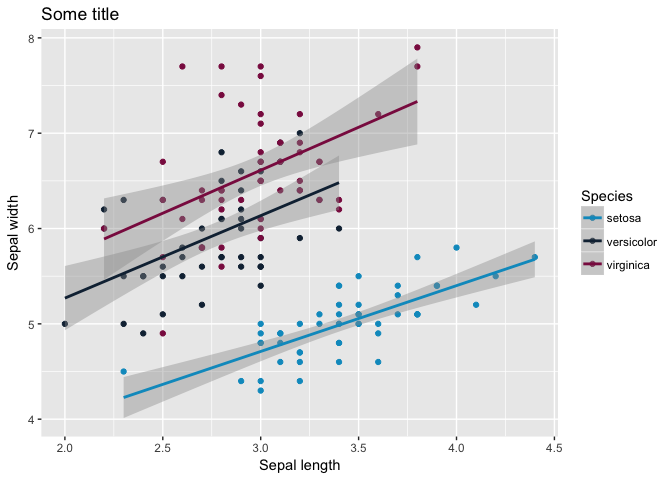 Some title
8
7
6
5
4
Sepal width
2.0 2.5 3.0 3.5 4.0 4.5
Sepal length
Species
setosa
versicolor
virginica